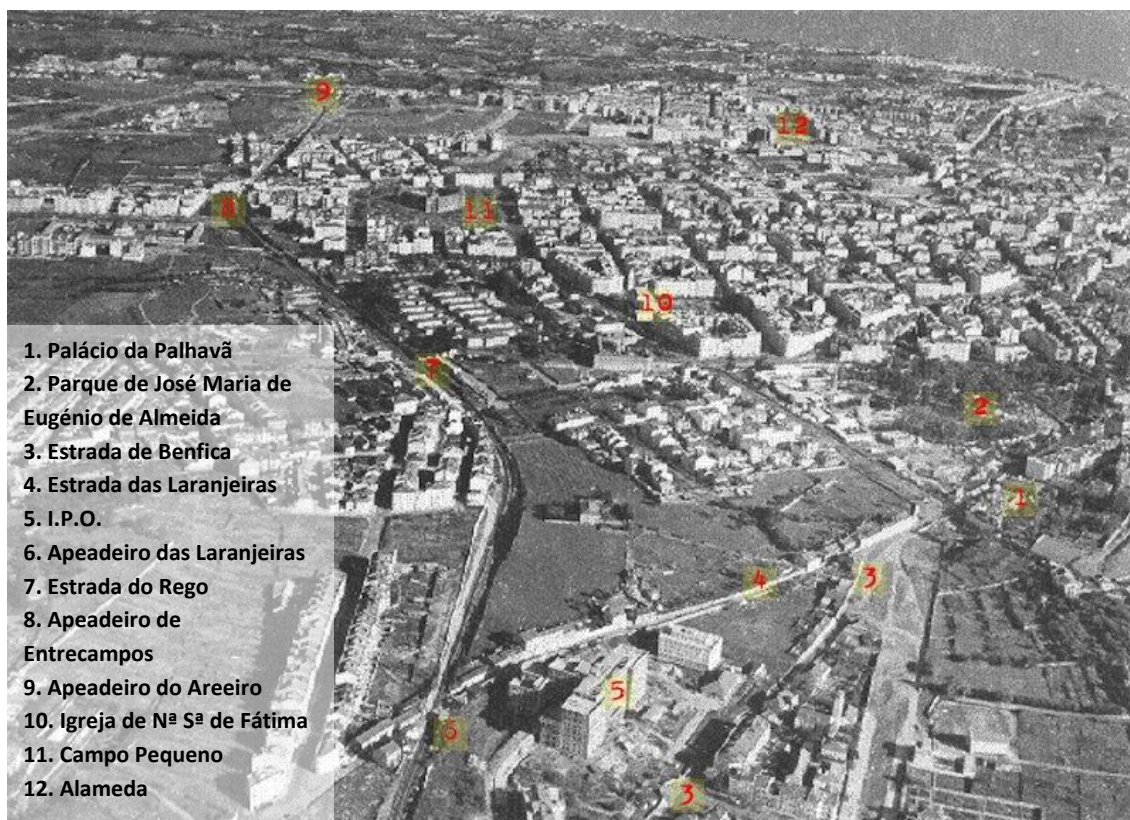 9
12
8
11
10
7
2
1
4
3
5
6
3
1. Palácio da Palhavã
2. Parque de José Maria de
Eugénio de Almeida
3. Estrada de Benfica
4. Estrada das Laranjeiras
5. I.P.O.
6. Apeadeiro das Laranjeiras
7. Estrada do Rego
8. Apeadeiro de
Entrecampos
9. Apeadeiro do Areeiro
10. Igreja de Nª Sª de Fátima
11. Campo Pequeno
12. Alameda